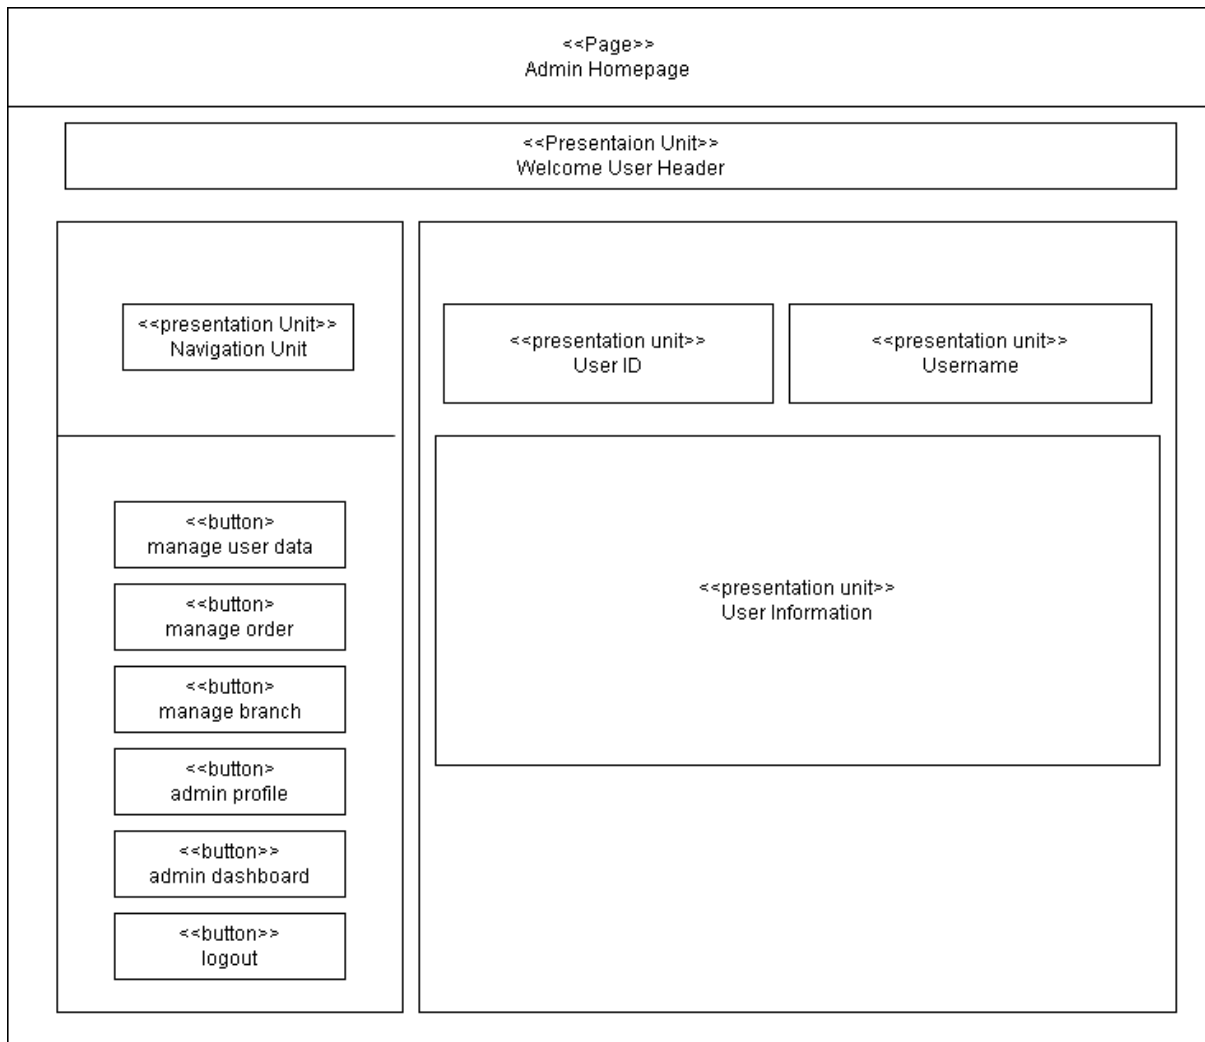 <<Page>>
Admin Homepage
<<Presentaion Unit>>
Welcome User Header
<<presentation Unit>>
Navigation Unit
<<button>
manage user data
<<button>
manage order
<<button>
manage branch
<<button>
admin profile
<<button>>
admin dashboard
<<button>>
logout
<<presentation unit>>
User ID
<<presentation unit>>
Username
<<presentation unit>>
User Information